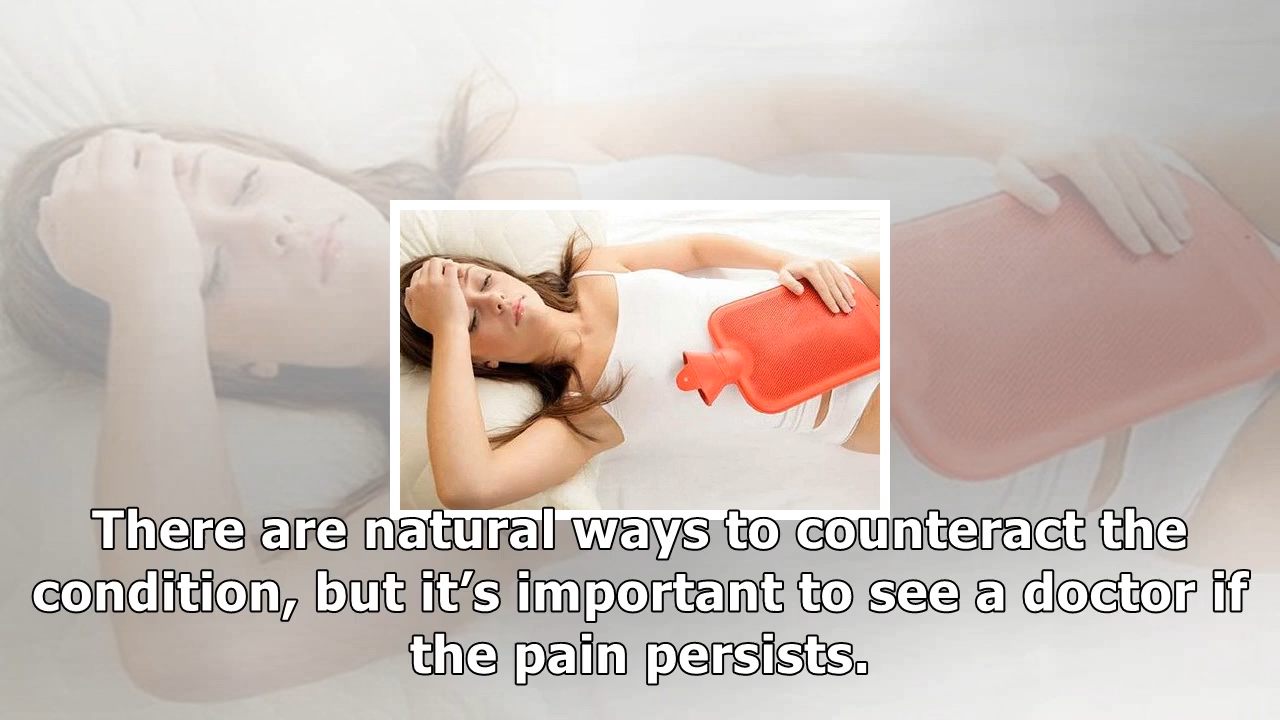 There are natural ways to counteract the
condition, but it’s important to see a doctor if
the pain persists.